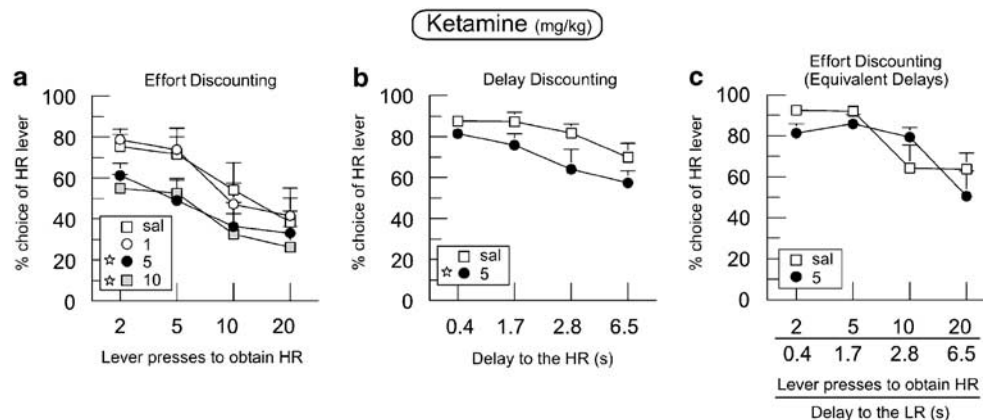 Ketamine (mg/kg)
a
Effort Discounting
% choice of HR lever
100
80
60
40
20
0
sal
1
☆ 5
☆ 10
2 5 10 20
Lever presses to obtain HR
b
Delay Discounting
% choice of HR lever
100
80
60
40
20
0
sal
☆ 5
0.4 1.7 2.8 6.5
Delay to the HR (s)
c
Effort Discounting
(Equivalent Delays)
% choice of HR lever
100
80
60
40
20
0
sal
5
2 5 10 20
0.4 1.7 2.8 6.5
Lever presses to obtain HR
Delay to the LR (s)